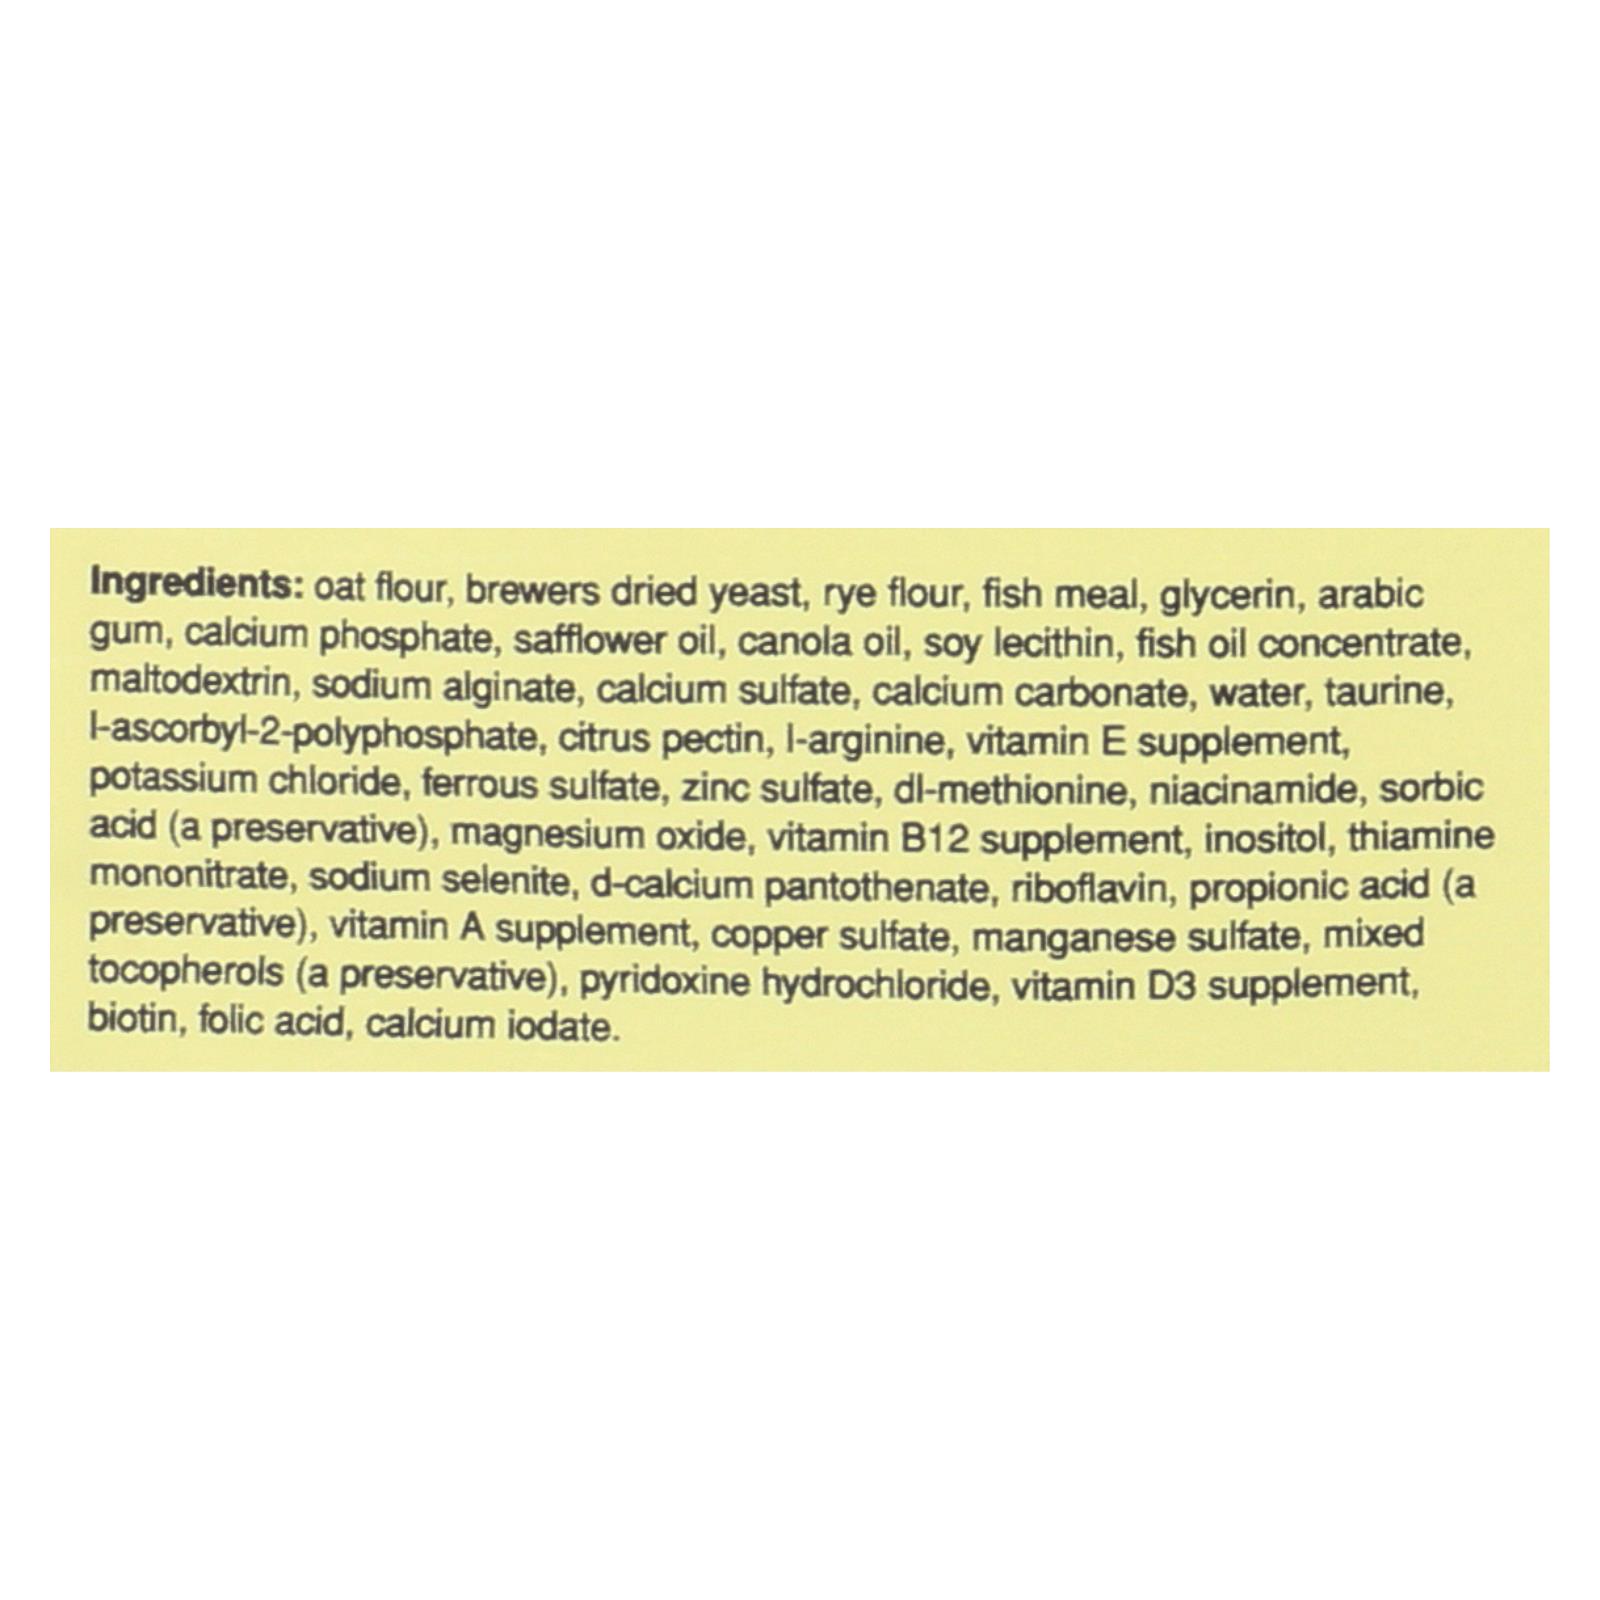 Ingredients: oat flour, brewers dried yeast, rye flour, fish meal, glycerin, arabic
gum, calcium phosphate, safflower oil, canola oil, soy lecithin, fish oil concentrate,
maltodextrin, sodium alginate, calcium sulfate, calcium carbonate, water, taurine,
l-ascorbyl-2-polyphosphate, citrus pectin, l-arginine, vitamin E supplement,
potassium chloride, ferrous sulfate, zinc sulfate, dl-methionine, niacinamide, sorbic
acid (a preservative), magnesium oxide, vitamin B12 supplement, inositol, thiamine
mononitrate, sodium selenite, d-calcium pantothenate, riboflavin, propionic acid (a
preservative), vitamin A supplement, copper sulfate, manganese sulfate, mixed
tocopherols (a preservative), pyridoxine hydrochloride, vitamin D3 supplement,
biotin, folic acid, calcium iodate.